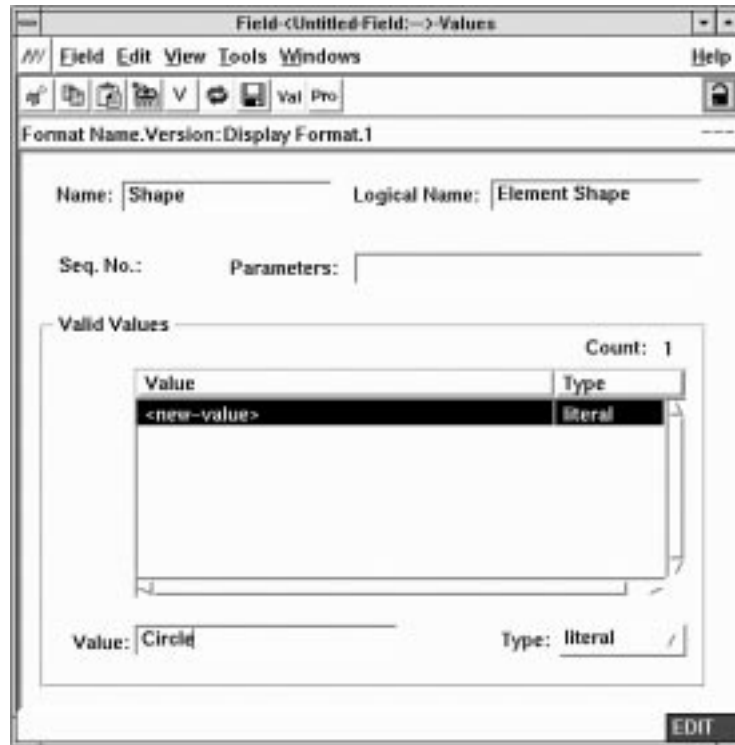 Field-<Untitled-Field:-->-Values
Field Edit View Tools Windows Help
V Val Pro
Format Name.Version:Display Format.1 ---
Name: Shape Logical Name: Element Shape
Seq. No.: Parameters:
Valid Values
Count: 1
Value Type
<new-value> literal
Value: Circle Type: literal
EDIT